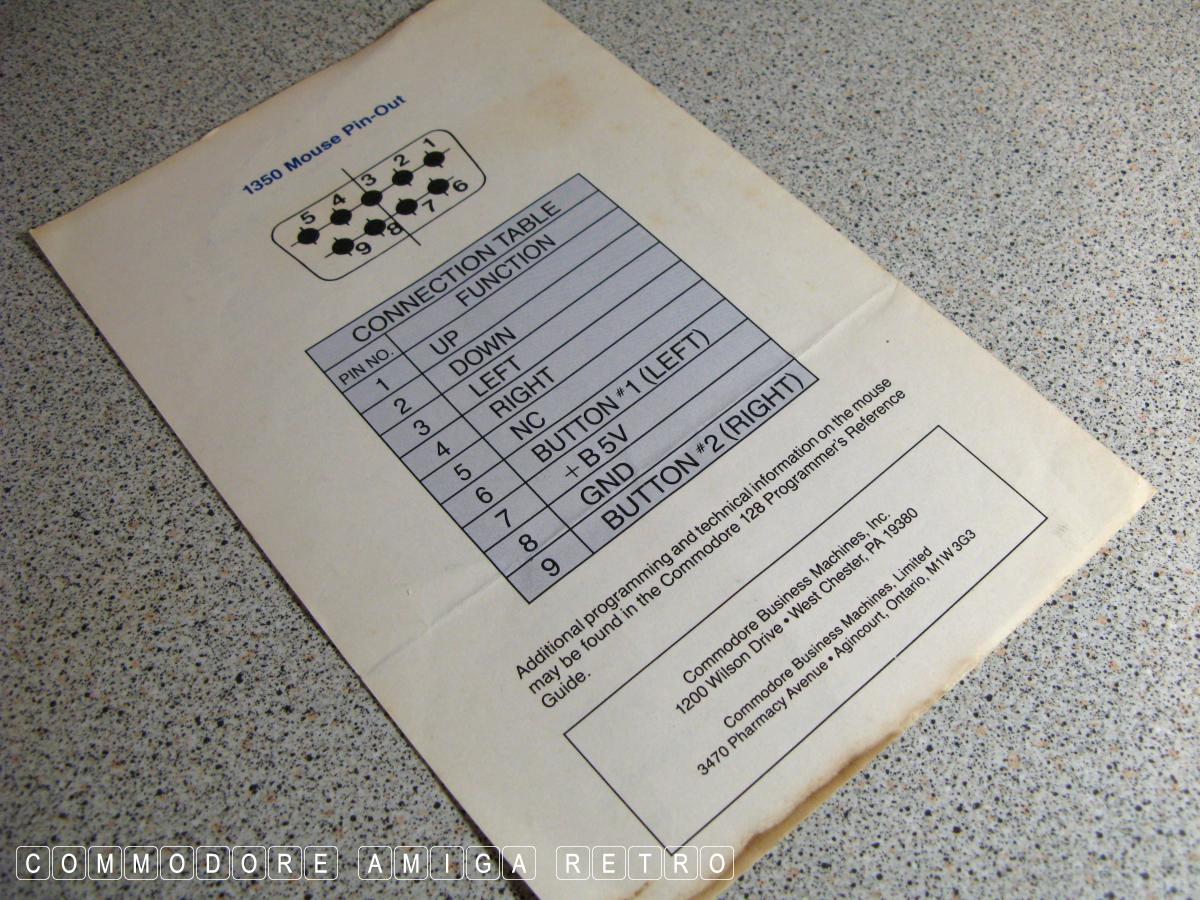 1350 Mouse Pin-Out
5 4 3 2 1
9 8 7 6
CONNECTION TABLE
PIN NO. FUNCTION
1 UP
2 DOWN
3 LEFT
4 RIGHT
5 NC
6 BUTTON #1 (LEFT)
7 +B 5V
8 GND
9 BUTTON #2 (RIGHT)
Additional programming and technical information on the mouse
may be found in the Commodore 128 Programmer's Reference
Guide.
Commodore Business Machines, Inc.
1200 Wilson Drive • West Chester, PA 19380
Commodore Business Machines, Limited
3470 Pharmacy Avenue • Agincourt, Ontario, M1W 3G3
COMMODORE AMIGA RETRO